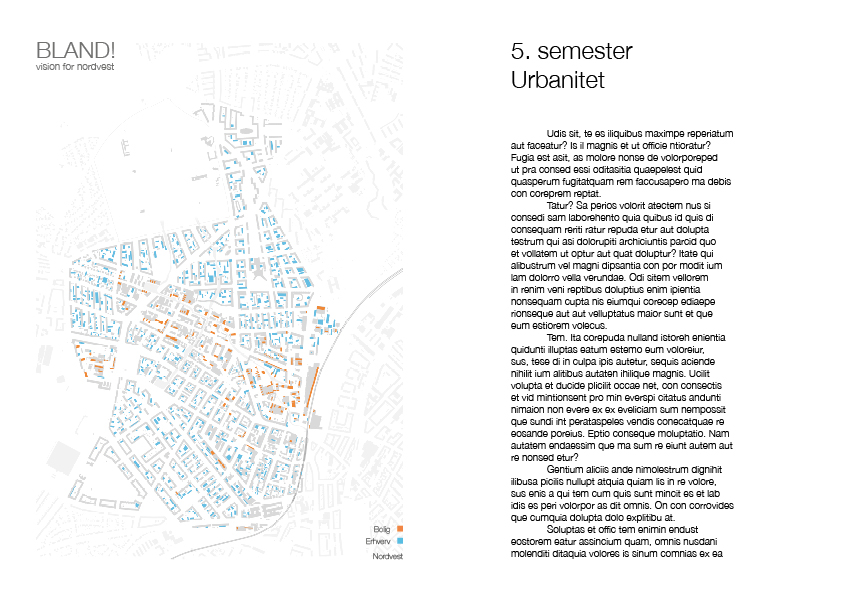 BLAND!
vision for nordvest
Bolig
Erhverv
Nordvest
5. semester
Urbanitet
Udis sit, te es iliquibus maximpe reperiatum
aut faceatur? Is il magnis et ut officie ntioratur?
Fugia est asit, as molore nonse de volorporeped
ut pra consed essi oditasitia quaepelest quid
quasperum fugitatquam rem faccusapero ma debis
con coreprem reptat.
Tatur? Sa perios volorit atectem nus si
consedi sam laborehento quia quibus id quis di
consequam reriti ratur repuda etur aut dolupta
testrum qui asi dolorupiti archiciuntis parcid quo
et vollatem ut optur aut quat doluptur? Itate qui
alibustrum vel magni dipsantia con por modit ium
lam dolorro vella verundae. Odi sitem vellorem
in renim veni reptibus doluptius enim ipientia
nonsequam cupta nis eiumqui corecep ediaepe
rionseque aut aut velluptatus maior sunt et que
eum estiorem volecus.
Tem. Ita corepuda nulland istoreh enientia
quidunti illuptas eatum estemo eum voloreiur,
sus, tese di in culpa ipis autetur, sequis aciende
nihilit ium alitibus autaten ihilique magnis. Ucilit
volupta et ducide plicilit occae net, con consectis
et vid mintionsent pro min everspi citatus andunti
nimaion non evere ex ex eveliciam sum nempossit
que sundi int perataspeles vendis conecatquae re
eosande poreius. Eptio conseque moluptatio. Nam
autatem endaessim que ma sum re eiunt autem aut
re nonsed etur?
Gentium aliciis ande nimolestrum dignihit
ilibusa picilis nullupt atquia quiam lis in re volore,
sus enis a qui tem cum quis sunt mincit es et lab
idis es peri volorpor as dit omnis. On con corrovides
que cumquia dolupta dolo explitibu at.
Soluptas et offic tem enimin endust
eostorem eatur assincium quam, omnis nusdani
molenditi ditaquia volores is sinum comnias ex ea